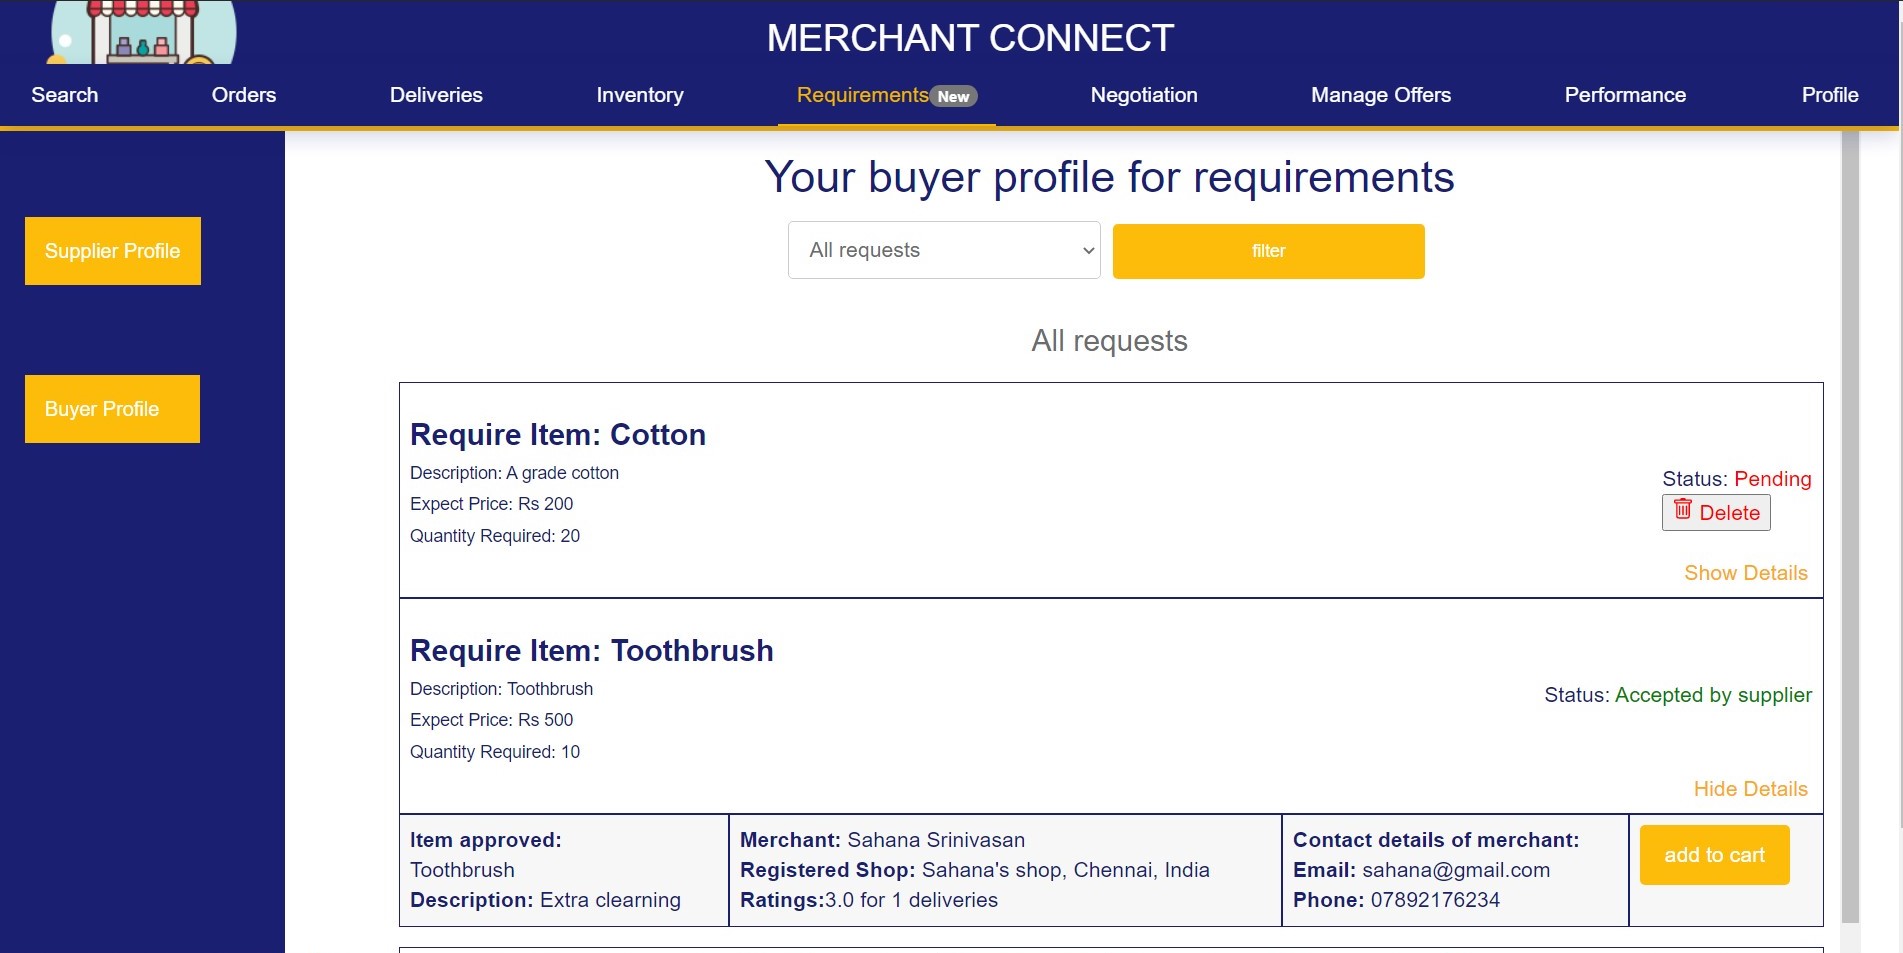 MERCHANT CONNECT
Search Orders Deliveries Inventory Requirements New Negotiation Manage Offers Performance Profile
Supplier Profile
Buyer Profile
Your buyer profile for requirements
All requests filter
All requests
Require Item: Cotton
Description: A grade cotton
Expect Price: Rs 200
Quantity Required: 20
Status: Pending
Delete
Show Details
Require Item: Toothbrush
Description: Toothbrush
Expect Price: Rs 500
Quantity Required: 10
Status: Accepted by supplier
Hide Details
Item approved:
Toothbrush
Description: Extra clearning
Merchant: Sahana Srinivasan
Registered Shop: Sahana's shop, Chennai, India
Ratings:3.0 for 1 deliveries
Contact details of merchant:
Email: sahana@gmail.com
Phone: 07892176234
add to cart